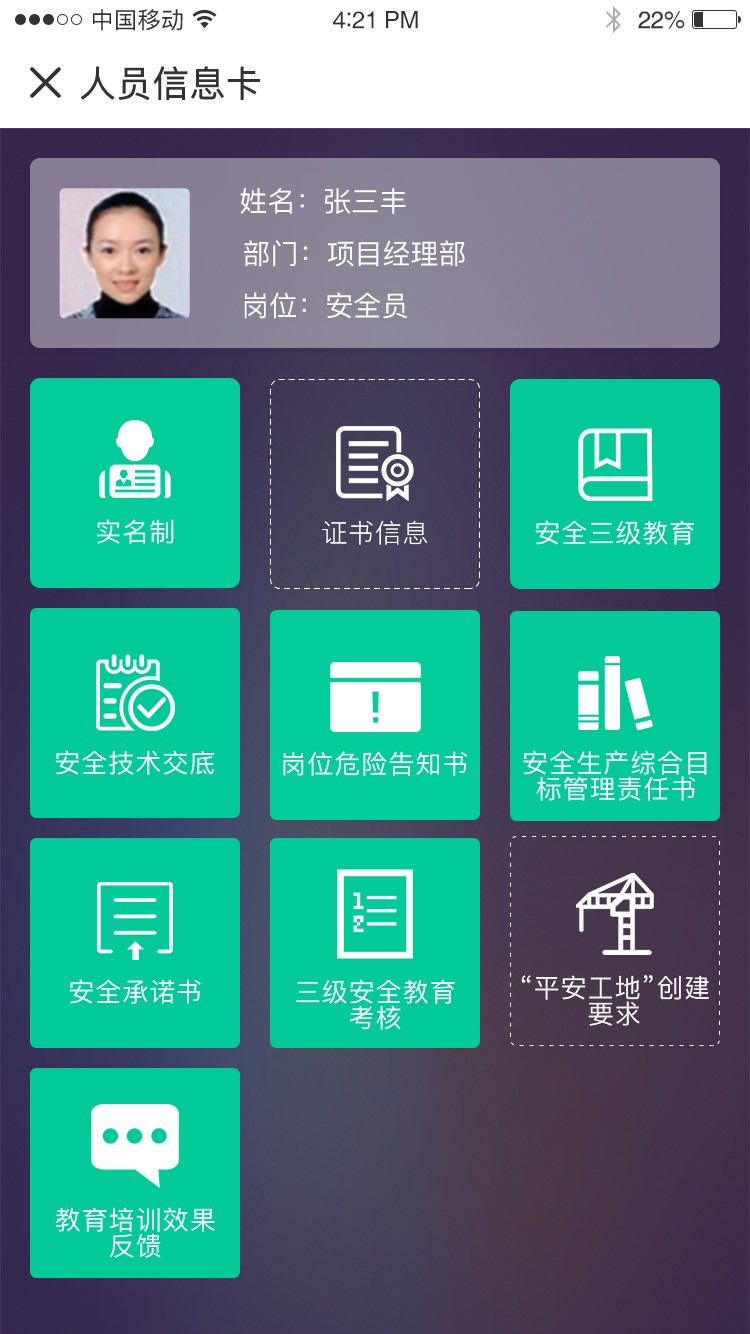 中国移动 4:21 PM 22%
人员信息卡
姓名：张三丰
部门：项目经理部
岗位：安全员
实名制
证书信息
安全三级教育
安全技术交底
!
岗位危险告知书
安全生产综合目
标管理责任书
安全承诺书
1
2
三级安全教育
考核
“平安工地”创建
要求
教育培训效果
反馈